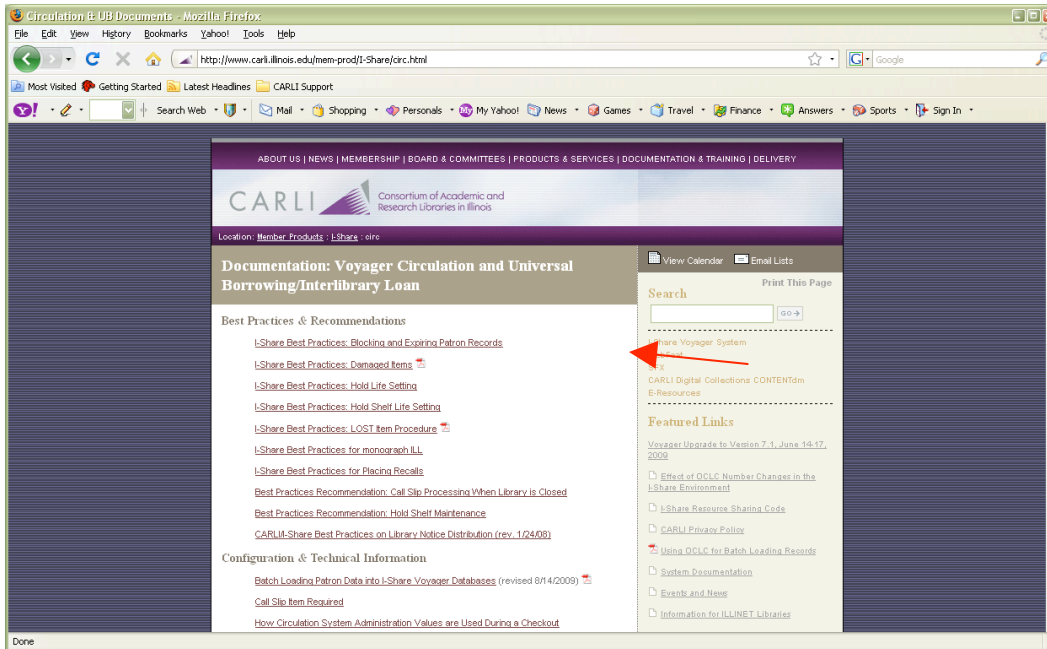 Circulation & UB Documents - Mozilla Firefox
File Edit View History Bookmarks Yahoo! Tools Help
http://www.carli.illinois.edu/mem-prod/I-Share/circ.html
G Google
Most Visited Getting Started Latest Headlines CARLI Support
Y! Search Web Mail Shopping Personals My Yahoo! News Games Travel Finance Answers Sports Sign In
ABOUT US | NEWS | MEMBERSHIP | BOARD & COMMITTEES | PRODUCTS & SERVICES | DOCUMENTATION & TRAINING | DELIVERY
CARLI
Consortium of Academic and
Research Libraries in Illinois
Location: Member Products : I-Share : circ
Documentation: Voyager Circulation and Universal
Borrowing/Interlibrary Loan
Best Practices & Recommendations
I-Share Best Practices: Blocking and Expiring Patron Records
I-Share Best Practices: Damaged Items
I-Share Best Practices: Hold Life Setting
I-Share Best Practices: Hold Shelf Life Setting
I-Share Best Practices: LOST Item Procedure
I-Share Best Practices for monograph ILL
I-Share Best Practices for Placing Recalls
Best Practices Recommendation: Call Slip Processing When Library is Closed
Best Practices Recommendation: Hold Shelf Maintenance
CARLI/I-Share Best Practices on Library Notice Distribution (rev. 1/24/08)
Configuration & Technical Information
Batch Loading Patron Data into I-Share Voyager Databases (revised 8/14/2009)
Call Slip Item Required
How Circulation System Administration Values are Used During a Checkout
View Calendar Email Lists
Print This Page
Search
GO
I-Share Voyager System
SFX
CARLI Digital Collections CONTENTdm
E-Resources
Featured Links
Voyager Upgrade to Version 7.1, June 14-17,
2009
Effect of OCLC Number Changes in the
I-Share Environment
I-Share Resource Sharing Code
CARLI Privacy Policy
Using OCLC for Batch Loading Records
System Documentation
Events and News
Information for ILLINET Libraries
Done